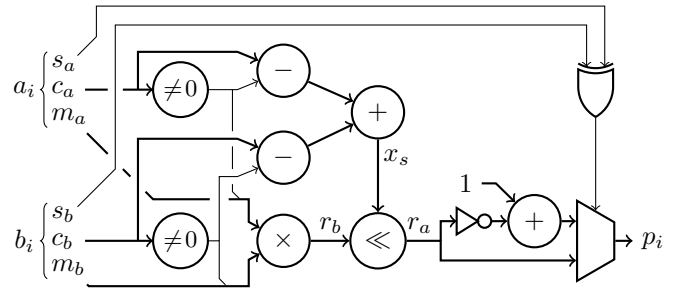 s_a
a_i { c_a ≠0 −
m_a +
− x_s
s_b 1
b_i { c_b ≠0 × r_b ≪ r_a + p_i
m_b